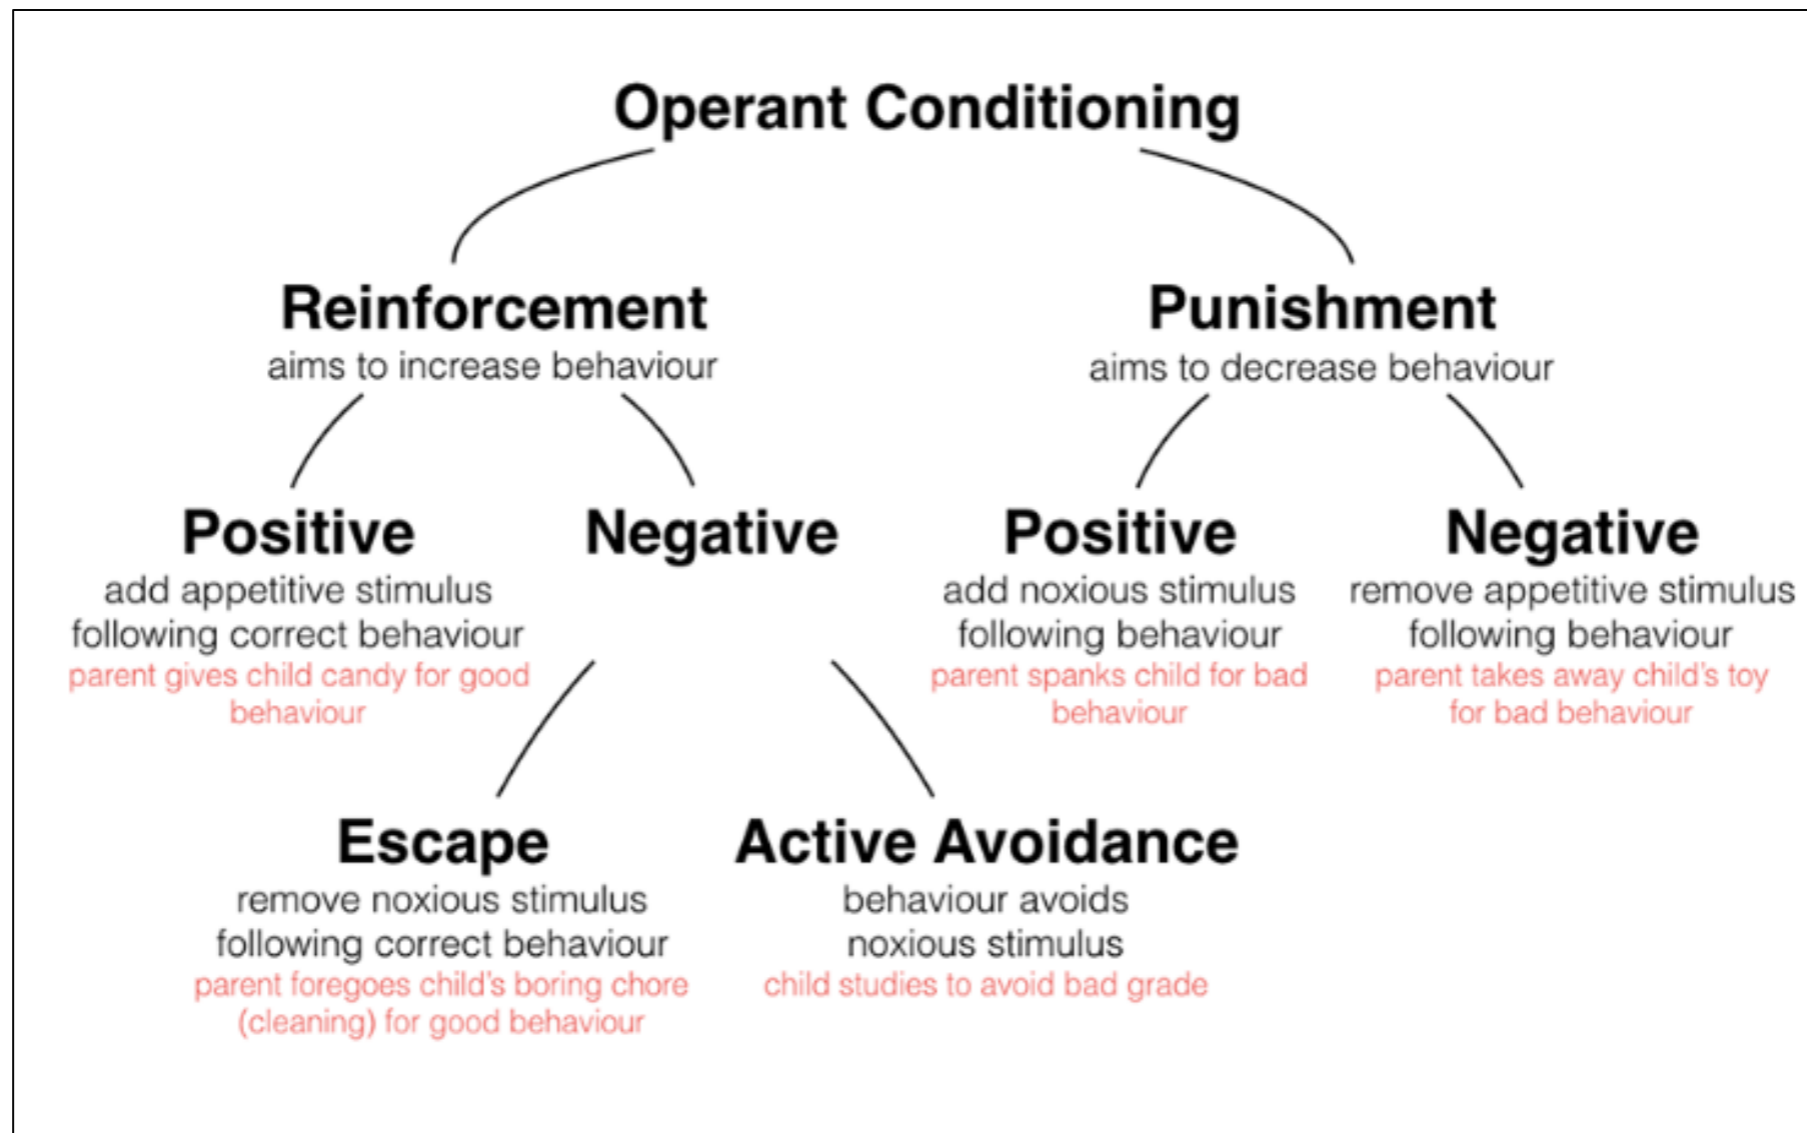 Operant Conditioning
Reinforcement
aims to increase behaviour
Punishment
aims to decrease behaviour
Positive
add appetitive stimulus
following correct behaviour
parent gives child candy for good
behaviour
Negative
Positive
add noxious stimulus
following behaviour
parent spanks child for bad
behaviour
Negative
remove appetitive stimulus
following behaviour
parent takes away child's toy
for bad behaviour
Escape
remove noxious stimulus
following correct behaviour
parent foregoes child's boring chore
(cleaning) for good behaviour
Active Avoidance
behaviour avoids
noxious stimulus
child studies to avoid bad grade